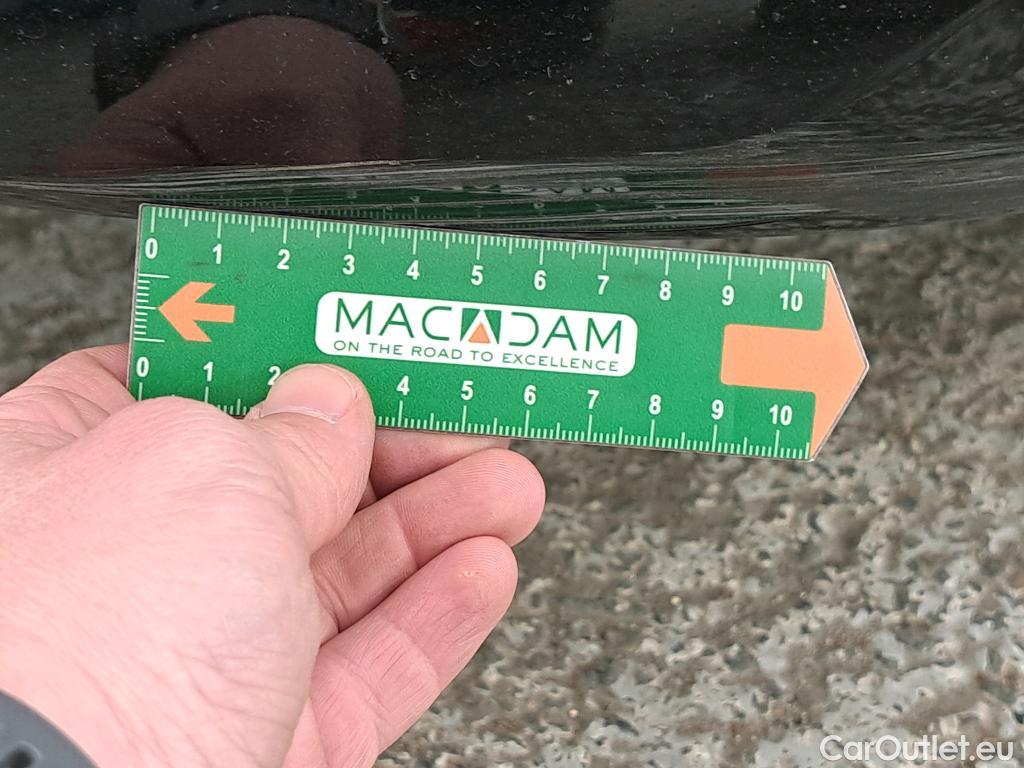 0 1 2 3 4 5 6 7 8 9 10
MACADAM
ON THE ROAD TO EXCELLENCE
0 1 2 4 5 6 7 8 9 10
CarOutlet.eu